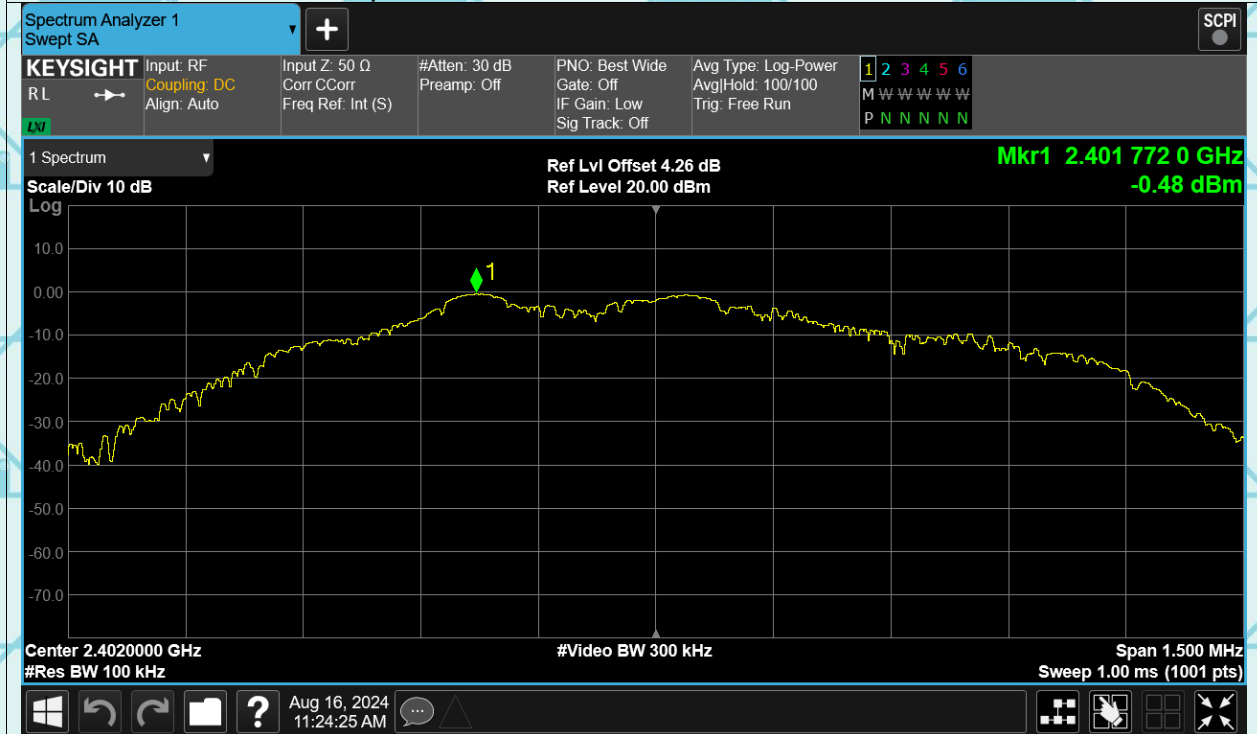 Spectrum Analyzer 1
Swept SA
SCPI
KEYSIGHT
RL
LXI
Input: RF
Coupling: DC
Align: Auto
Input Z: 50 Ω
Corr CCorr
Freq Ref: Int (S)
#Atten: 30 dB
Preamp: Off
PNO: Best Wide
Gate: Off
IF Gain: Low
Sig Track: Off
Avg Type: Log-Power
Avg|Hold: 100/100
Trig: Free Run
1 2 3 4 5 6
M W W W W W
P N N N N N
1 Spectrum
Scale/Div 10 dB
Ref Lvl Offset 4.26 dB
Ref Level 20.00 dBm
Mkr1 2.401 772 0 GHz
-0.48 dBm
Log
1
10.0
0.00
-10.0
-20.0
-30.0
-40.0
-50.0
-60.0
-70.0
Center 2.4020000 GHz
#Res BW 100 kHz
#Video BW 300 kHz
Span 1.500 MHz
Sweep 1.00 ms (1001 pts)
?
Aug 16, 2024
11:24:25 AM